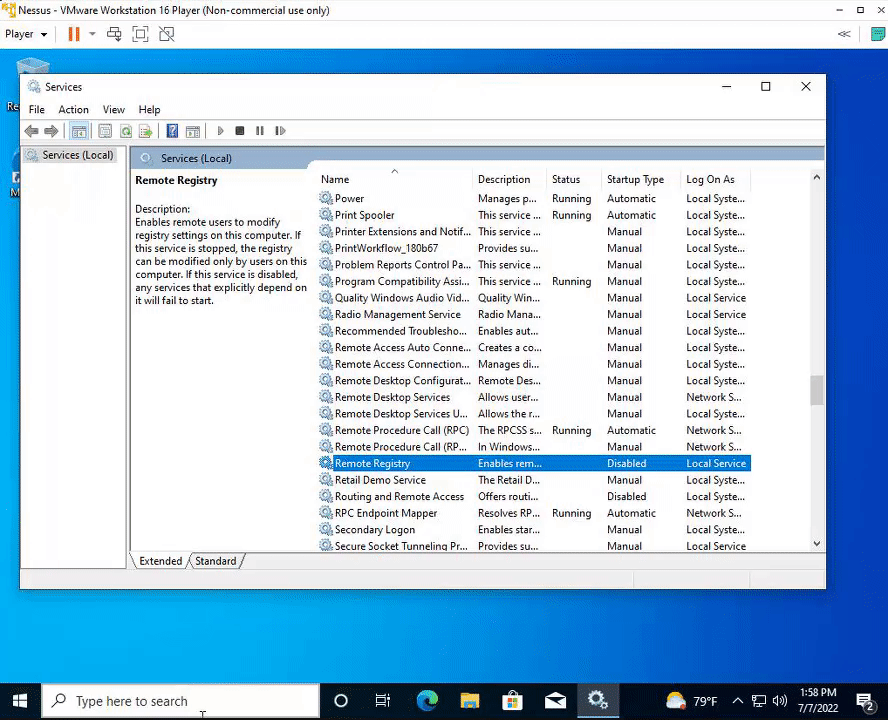 Nessus - VMware Workstation 16 Player (Non-commercial use only)
Player
Services
File Action View Help
Services (Local)
Services (Local)
Remote Registry
Description:
Enables remote users to modify
registry settings on this computer. If
this service is stopped, the registry
can be modified only by users on this
computer. If this service is disabled,
any services that explicitly depend on
it will fail to start.
Name Description Status Startup Type Log On As
Power Manages p... Running Automatic Local Syste...
Print Spooler This service ... Running Automatic Local Syste...
Printer Extensions and Notif... This service ... Manual Local Syste...
PrintWorkflow_180b67 Provides su... Manual Local Syste...
Problem Reports Control Pa... This service ... Manual Local Syste...
Program Compatibility Assi... This service ... Running Manual Local Syste...
Quality Windows Audio Vid... Quality Win... Manual Local Service
Radio Management Service Radio Mana... Manual Local Service
Recommended Troublesho... Enables aut... Manual Local Syste...
Remote Access Auto Conne... Creates a co... Manual Local Syste...
Remote Access Connection... Manages di... Manual Local Syste...
Remote Desktop Configurat... Remote Des... Manual Local Syste...
Remote Desktop Services Allows user... Manual Network S...
Remote Desktop Services U... Allows the r... Manual Local Syste...
Remote Procedure Call (RPC) The RPCSS s... Running Automatic Network S...
Remote Procedure Call (RP... In Windows... Manual Network S...
Remote Registry Enables rem... Disabled Local Service
Retail Demo Service The Retail D... Manual Local Syste...
Routing and Remote Access Offers routi... Disabled Local Syste...
RPC Endpoint Mapper Resolves RP... Running Automatic Network S...
Secondary Logon Enables star... Manual Local Syste...
Secure Socket Tunneling Pr... Provides su... Manual Local Service
Extended Standard
Type here to search
79°F
1:58 PM
7/7/2022
2